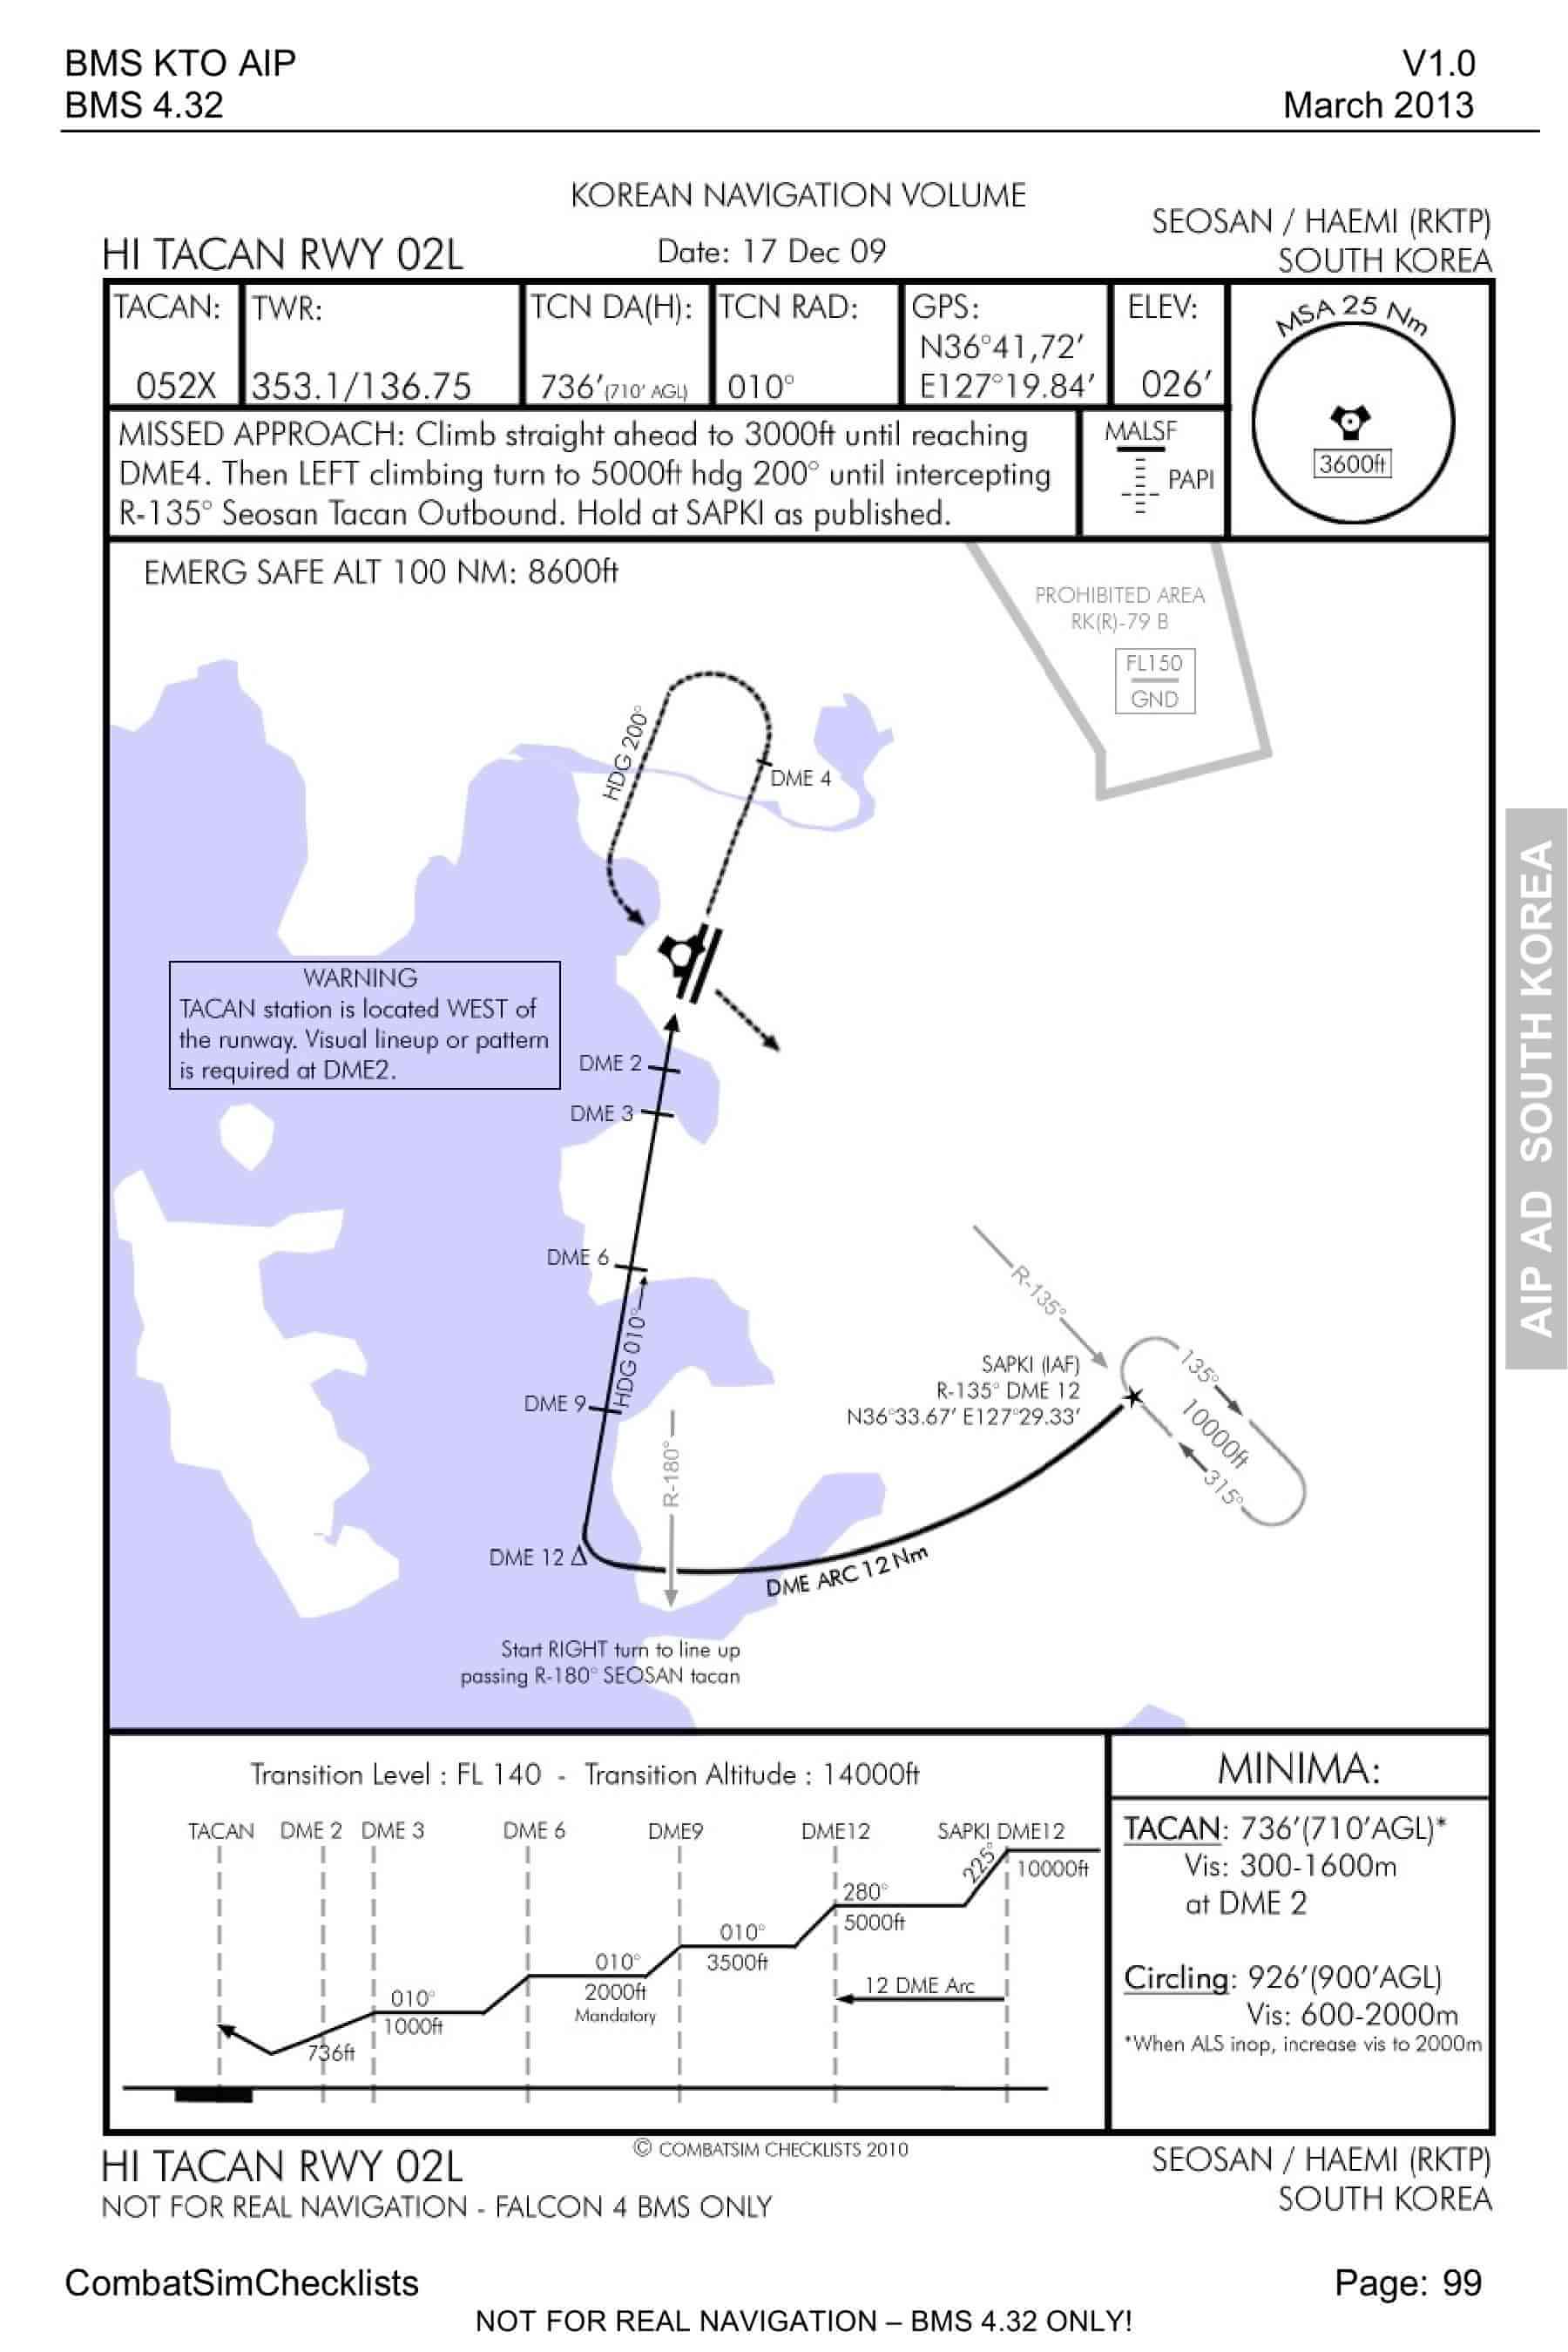 BMS KTO AIP
V1.0
BMS 4.32
March 2013
KOREAN NAVIGATION VOLUME
HI TACAN RWY 02L
Date: 17 Dec 09
SEOSAN / HAEMI (RKTP)
SOUTH KOREA
TACAN:
052X
TWR:
353.1/136.75
TCN DA(H):
736’(710’ AGL)
TCN RAD:
010°
GPS:
N36°41,72’
E127°19.84’
ELEV:
026’
MSA 25 Nm
3600ft
MISSED APPROACH: Climb straight ahead to 3000ft until reaching
DME4. Then LEFT climbing turn to 5000ft hdg 200° until intercepting
R-135° Seosan Tacan Outbound. Hold at SAPKI as published.
MALSF
PAPI
EMERG SAFE ALT 100 NM: 8600ft
PROHIBITED AREA
RK(R)-79 B
FL150
GND
HDG 200°
DME 4
WARNING
TACAN station is located WEST of
the runway. Visual lineup or pattern
is required at DME2.
DME 2
DME 3
DME 6
HDG 010°
DME 9
R-180°
DME 12
R-135°
SAPKI (IAF)
R-135° DME 12
N36°33.67’ E127°29.33’
135°
10000ft
315°
DME ARC 12 Nm
Start RIGHT turn to line up
passing R-180° SEOSAN tacan
Transition Level : FL 140 - Transition Altitude : 14000ft
TACAN DME 2 DME 3 DME 6 DME9 DME12 SAPKI DME12
225°
10000ft
280°
5000ft
010°
3500ft
010°
2000ft
Mandatory
12 DME Arc
010°
1000ft
736ft
MINIMA:
TACAN: 736’(710’AGL)*
Vis: 300-1600m
at DME 2
Circling: 926’(900’AGL)
Vis: 600-2000m
*When ALS inop, increase vis to 2000m
HI TACAN RWY 02L
© COMBATSIM CHECKLISTS 2010
SEOSAN / HAEMI (RKTP)
NOT FOR REAL NAVIGATION - FALCON 4 BMS ONLY
SOUTH KOREA
AIP AD SOUTH KOREA
CombatSimChecklists
Page: 99
NOT FOR REAL NAVIGATION – BMS 4.32 ONLY!